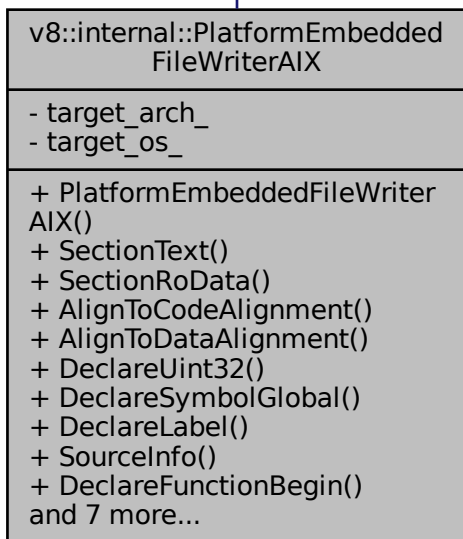 v8::internal::PlatformEmbedded
FileWriterAIX
- target_arch_
- target_os_
+ PlatformEmbeddedFileWriter
AIX()
+ SectionText()
+ SectionRoData()
+ AlignToCodeAlignment()
+ AlignToDataAlignment()
+ DeclareUint32()
+ DeclareSymbolGlobal()
+ DeclareLabel()
+ SourceInfo()
+ DeclareFunctionBegin()
and 7 more...